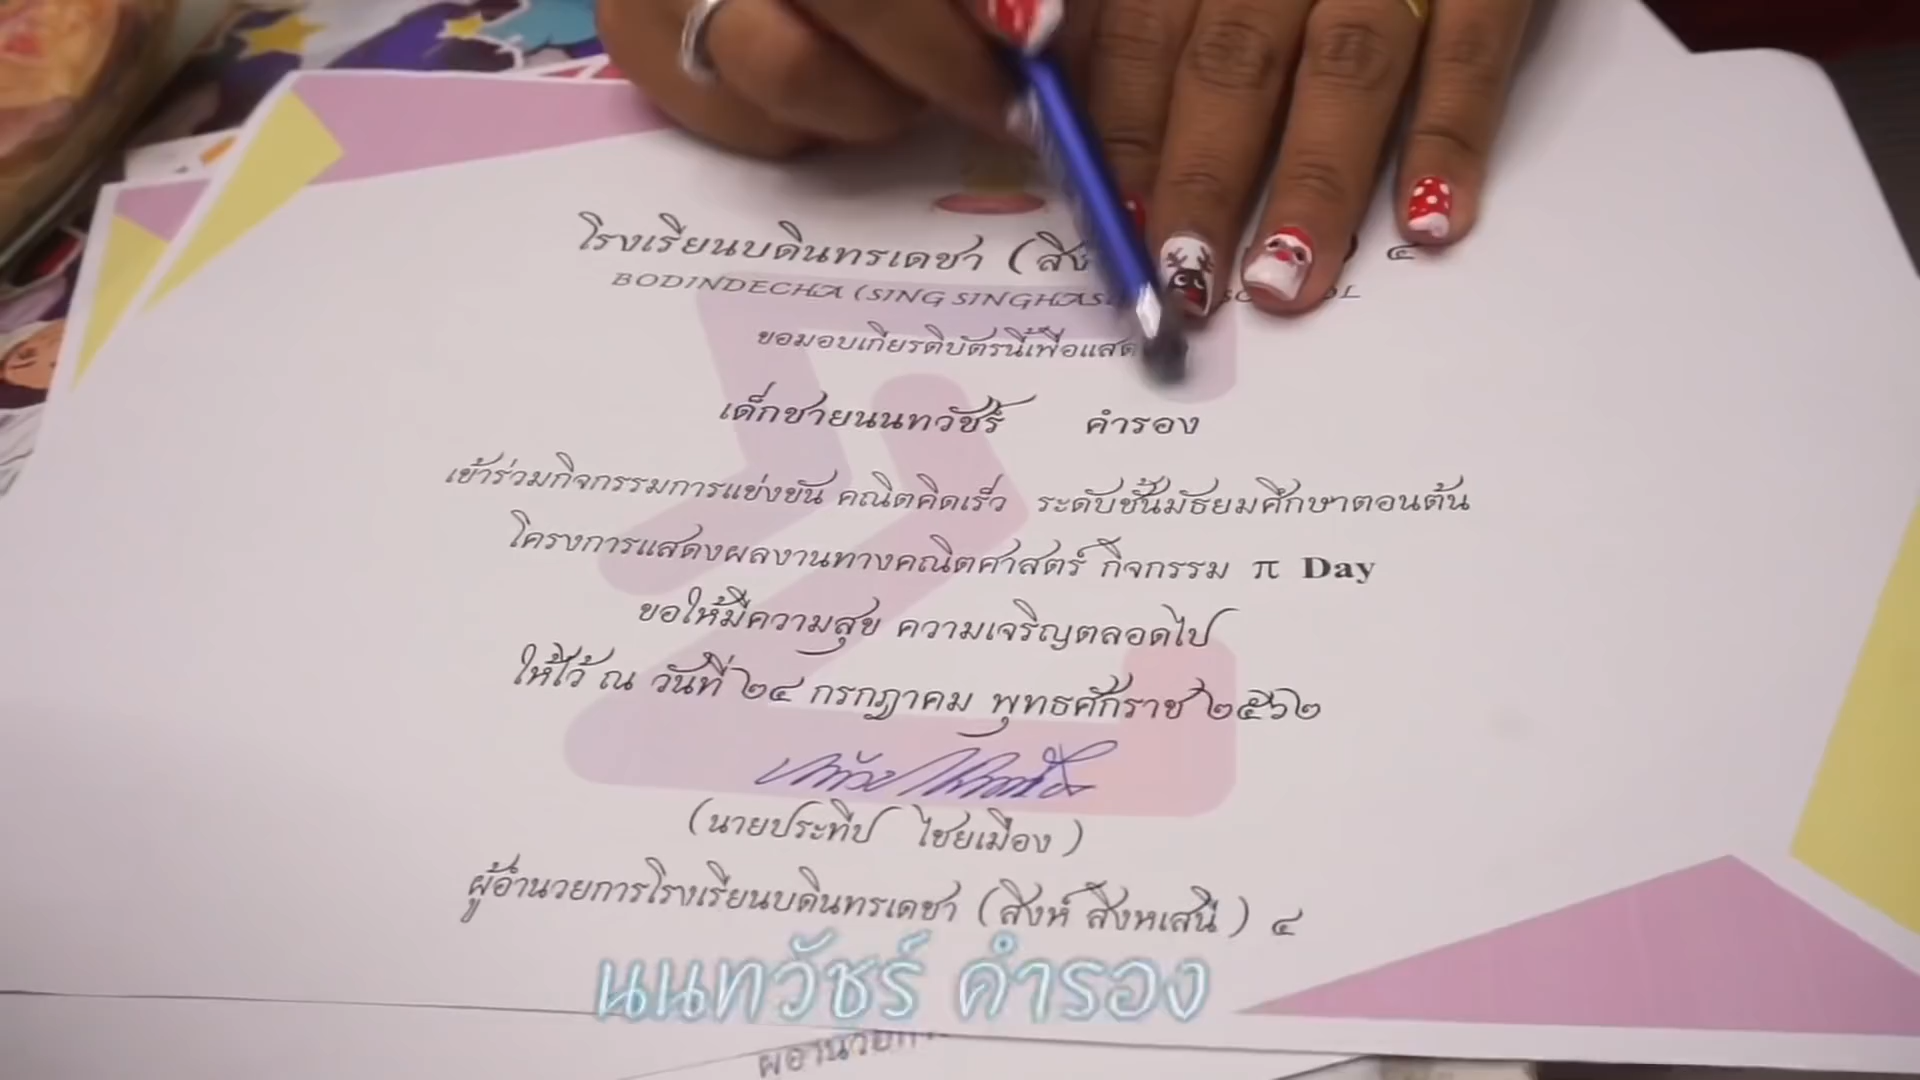 โรงเรียนบดินทรเดชา (สิง ๔
BODINDECHA (SING SINGHAS
ขอมอบเกียรติบัตรนี้เพื่อแสด
เด็กชายนนทวัชร์ คำรอง
เข้าร่วมกิจกรรมการแข่งขัน คณิตคิดเร็ว ระดับชั้นมัธยมศึกษาตอนต้น
โครงการแสดงผลงานทางคณิตศาสตร์ กิจกรรม π Day
ขอให้มีความสุข ความเจริญตลอดไป
ให้ไว้ ณ วันที่ ๒๔ กรกฎาคม พุทธศักราช ๒๕๖๒
(นายประทีป ไชยเมือง)
ผู้อำนวยการโรงเรียนบดินทรเดชา (สิงห์ สิงหเสนี) ๔
นนทวัชร์ คำรอง